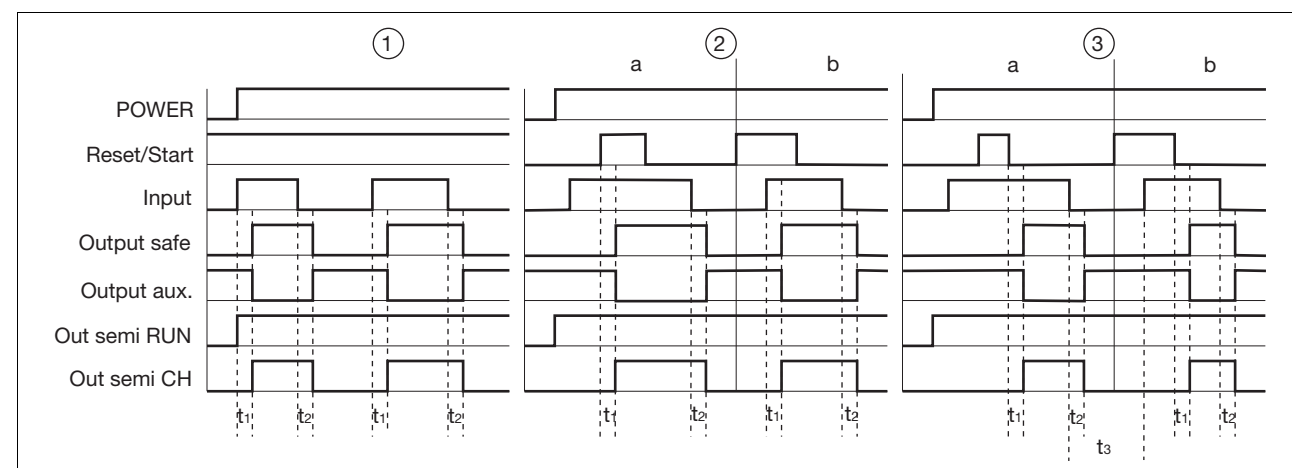 1 2 3
a b a b
POWER
Reset/Start
Input
Output safe
Output aux.
Out semi RUN
Out semi CH
t1 t2 t1 t2 t1 t2 t1 t2 t1 t2 t1 t2
t3